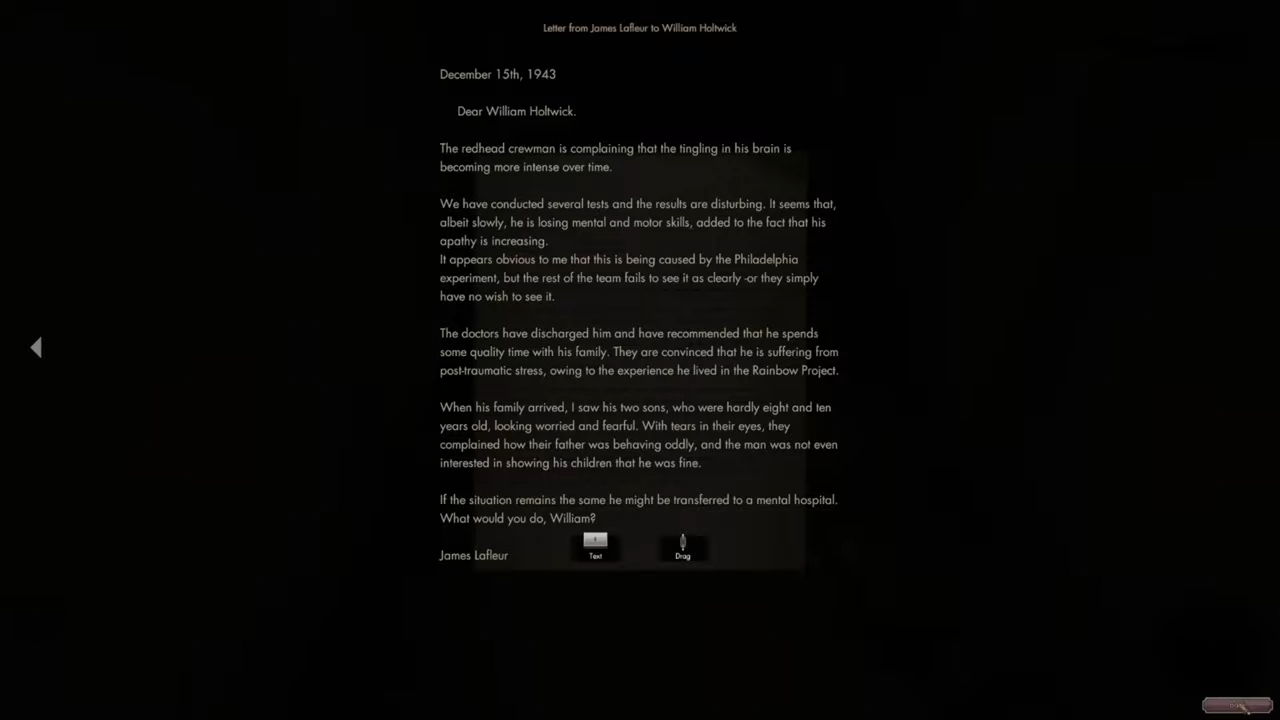 Letter from James Lafleur to William Holtwick
December 15th, 1943
Dear William Holtwick.
The redhead crewman is complaining that the tingling in his brain is
becoming more intense over time.
We have conducted several tests and the results are disturbing. It seems that,
albeit slowly, he is losing mental and motor skills, added to the fact that his
apathy is increasing.
It appears obvious to me that this is being caused by the Philadelphia
experiment, but the rest of the team fails to see it as clearly -or they simply
have no wish to see it.
The doctors have discharged him and have recommended that he spends
some quality time with his family. They are convinced that he is suffering from
post-traumatic stress, owing to the experience he lived in the Rainbow Project.
When his family arrived, I saw his two sons, who were hardly eight and ten
years old, looking worried and fearful. With tears in their eyes, they
complained how their father was behaving oddly, and the man was not even
interested in showing his children that he was fine.
If the situation remains the same he might be transferred to a mental hospital.
What would you do, William?
James Lafleur
Text
Drag